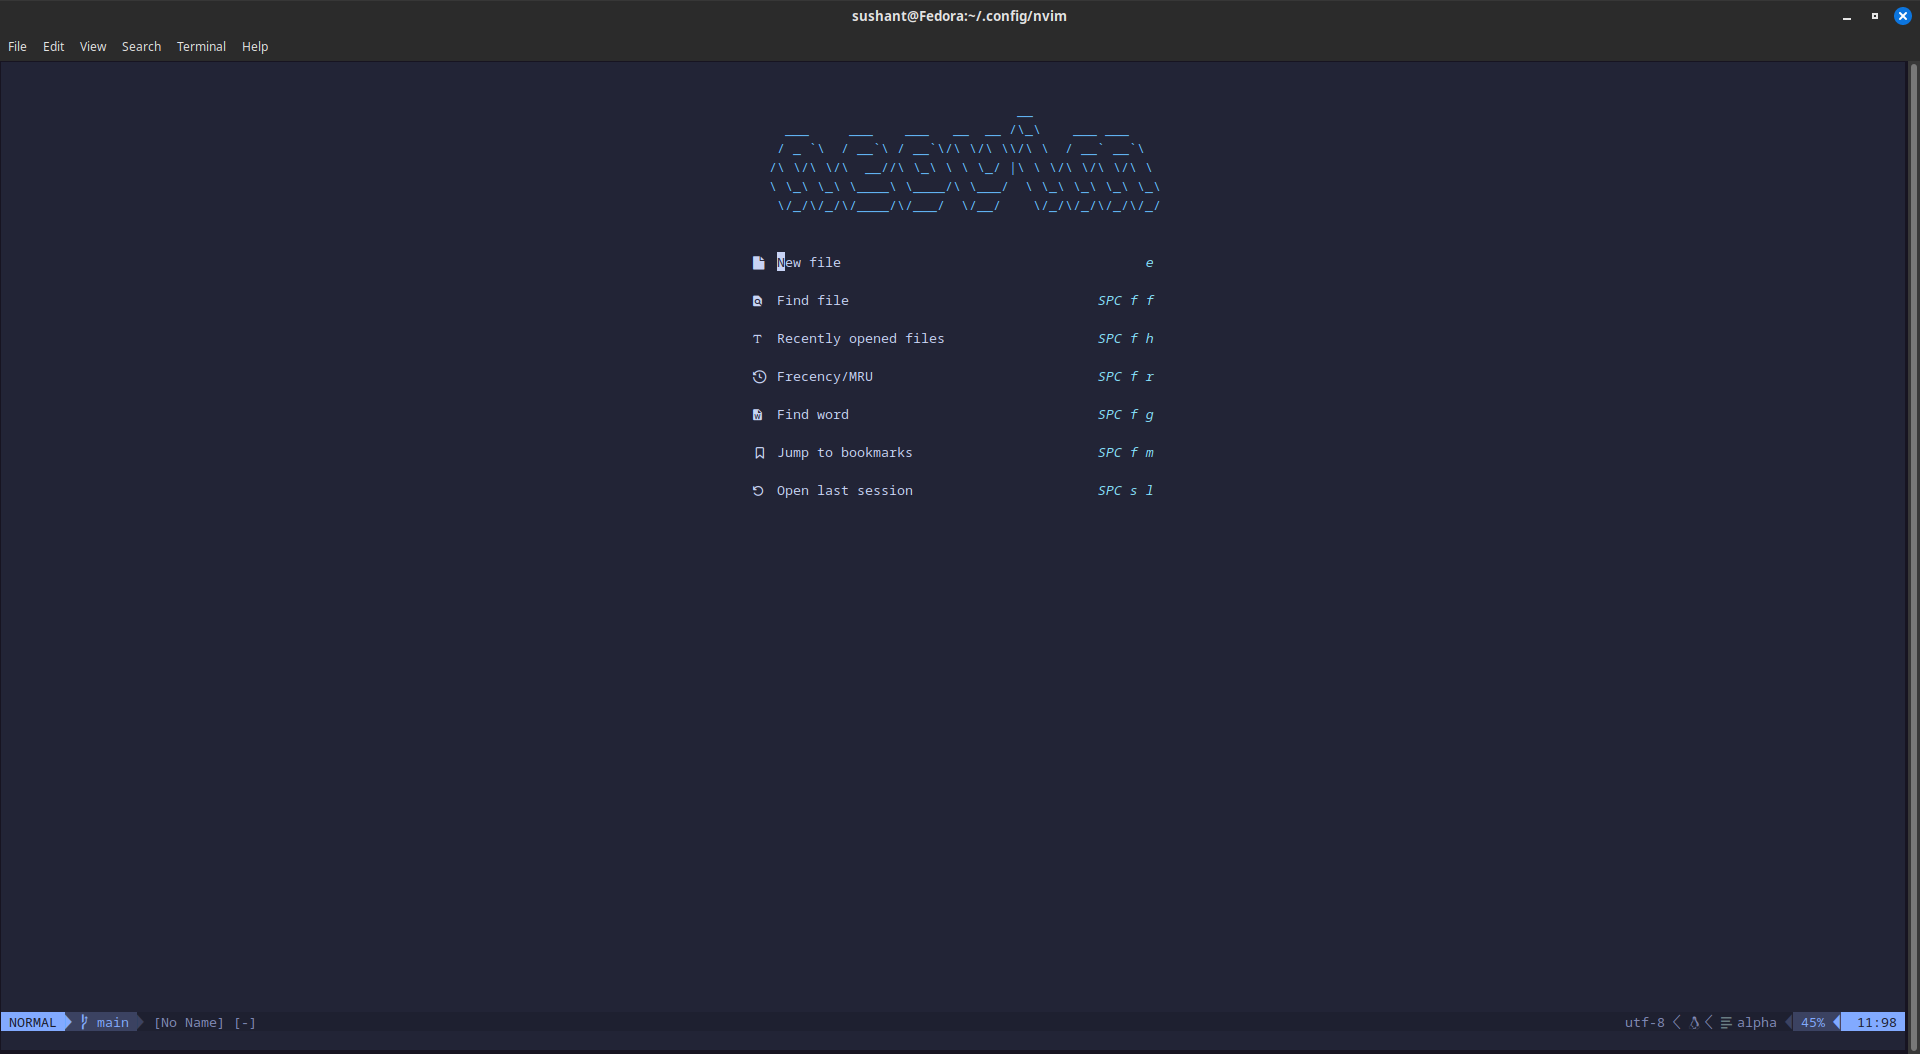 sushant@Fedora:~/.config/nvim
File Edit View Search Terminal Help
neovim
New file e
Find file SPC f f
Recently opened files SPC f h
Frecency/MRU SPC f r
Find word SPC f g
Jump to bookmarks SPC f m
Open last session SPC s l
NORMAL main [No Name] [-] utf-8 alpha 45% 11:98